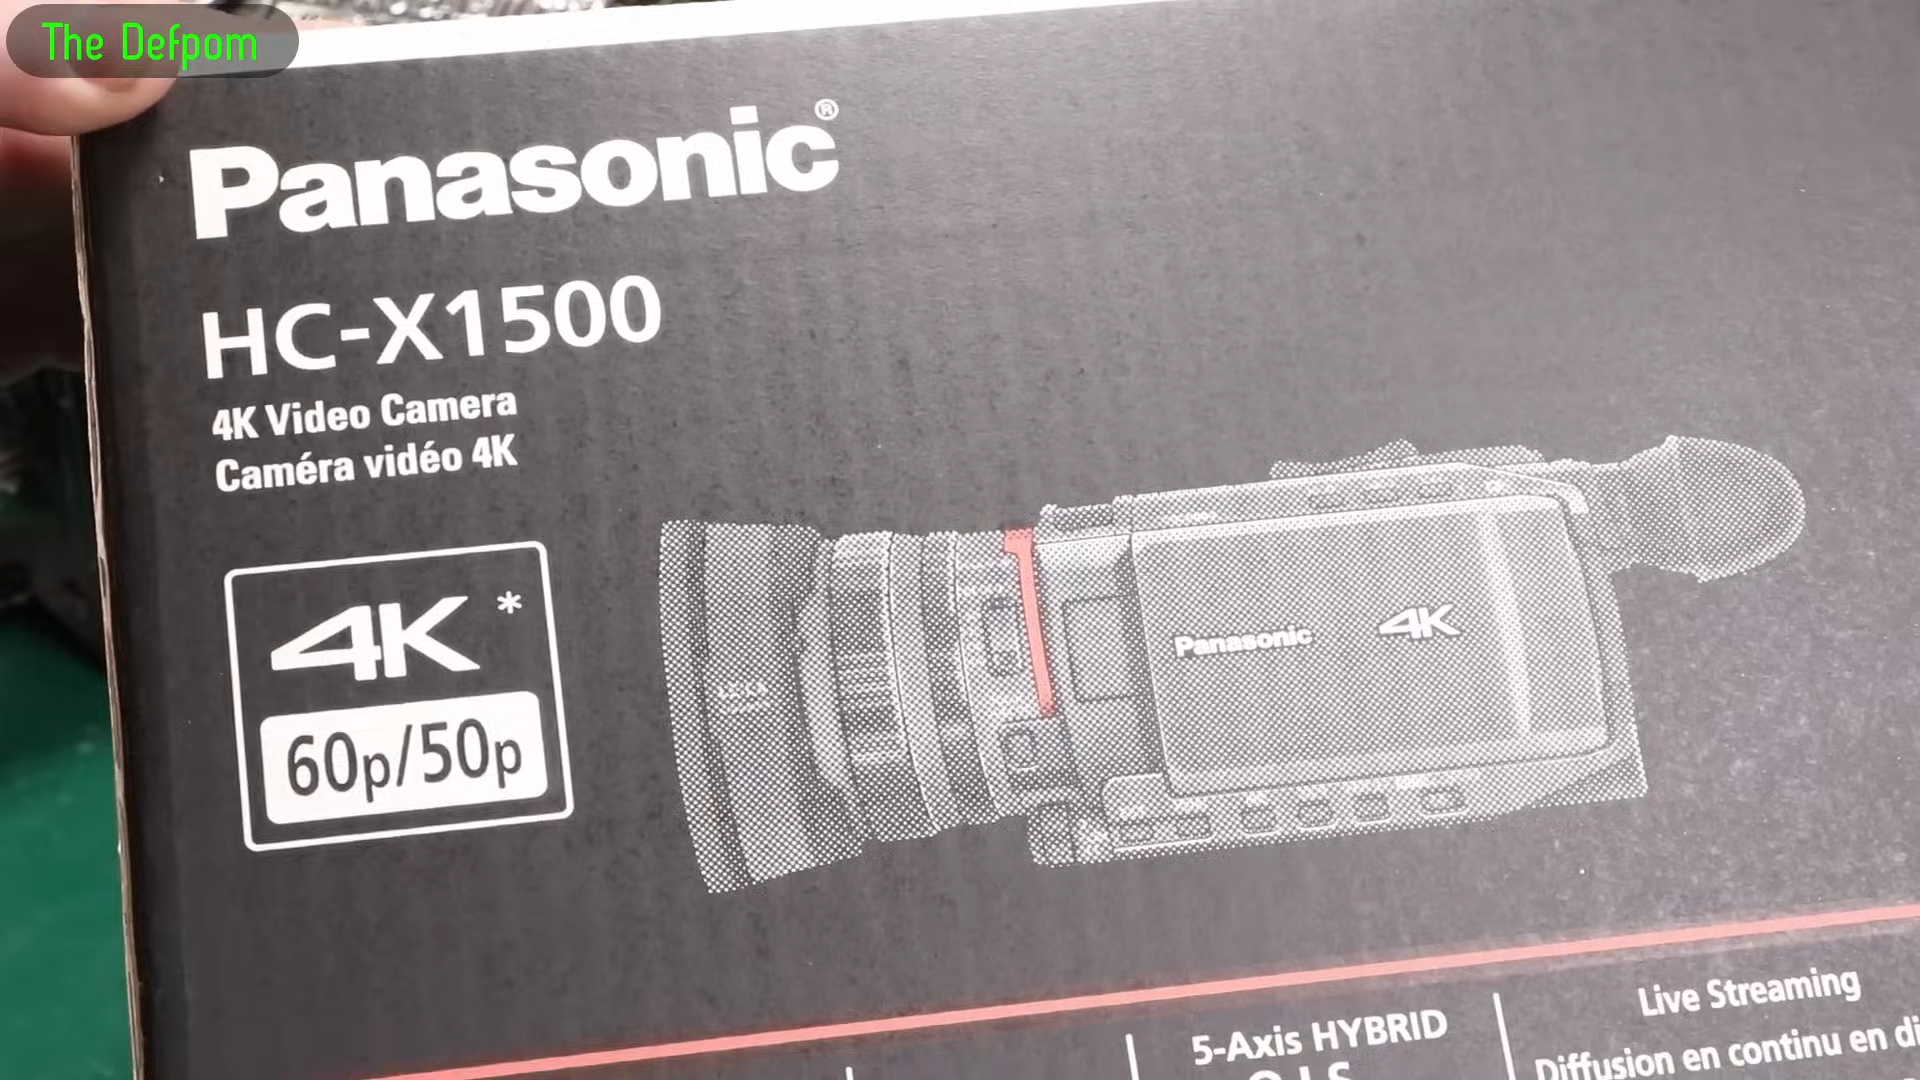 The Defpom
Panasonic®
HC-X1500
4K Video Camera
Caméra vidéo 4K
4K*
60p/50p
Panasonic 4K
5-Axis HYBRID
O.I.S.
Live Streaming
Diffusion en continu en di